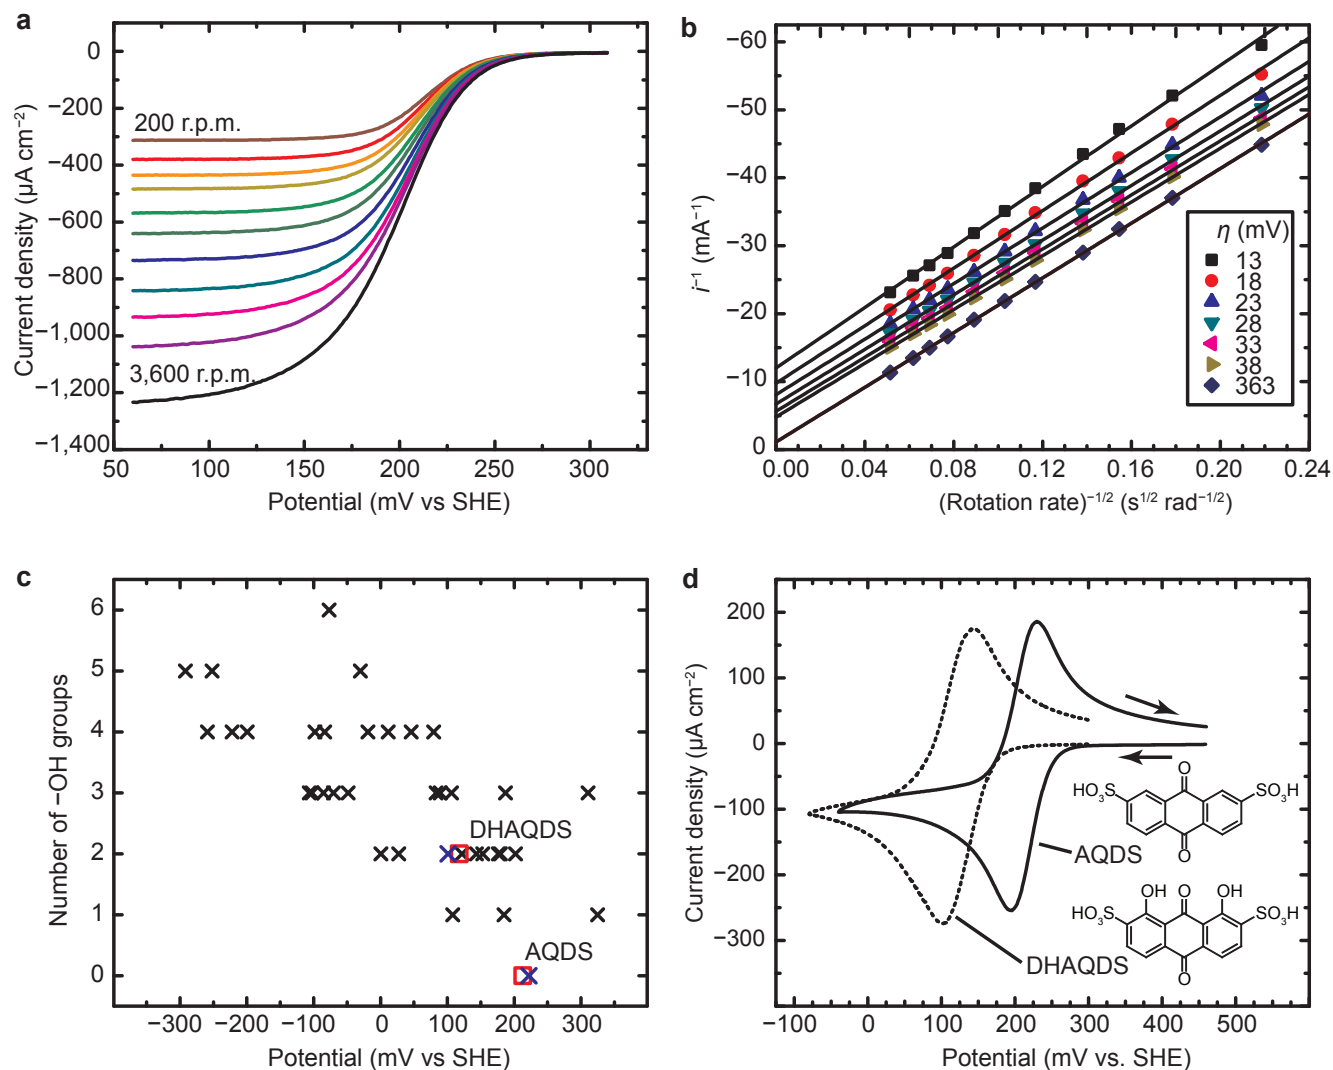 a
0
−200
−400
−600
−800
−1,000
−1,200
−1,400
50
100
150
200
250
300
Current density (µA cm⁻²)
Potential (mV vs SHE)
200 r.p.m.
3,600 r.p.m.
b
−60
−50
−40
−30
−20
−10
0
0.00
0.04
0.08
0.12
0.16
0.20
0.24
i⁻¹ (mA⁻¹)
(Rotation rate)⁻¹/² (s¹/² rad⁻¹/²)
η (mV)
13
18
23
28
33
38
363
c
6
5
4
3
2
1
0
−300
−200
−100
0
100
200
300
Number of −OH groups
Potential (mV vs SHE)
DHAQDS
AQDS
d
200
100
0
−100
−200
−300
−100
0
100
200
300
400
500
Current density (µA cm⁻²)
Potential (mV vs. SHE)
O
HO₃S
SO₃H
O
AQDS
OH O OH
HO₃S
SO₃H
O
DHAQDS